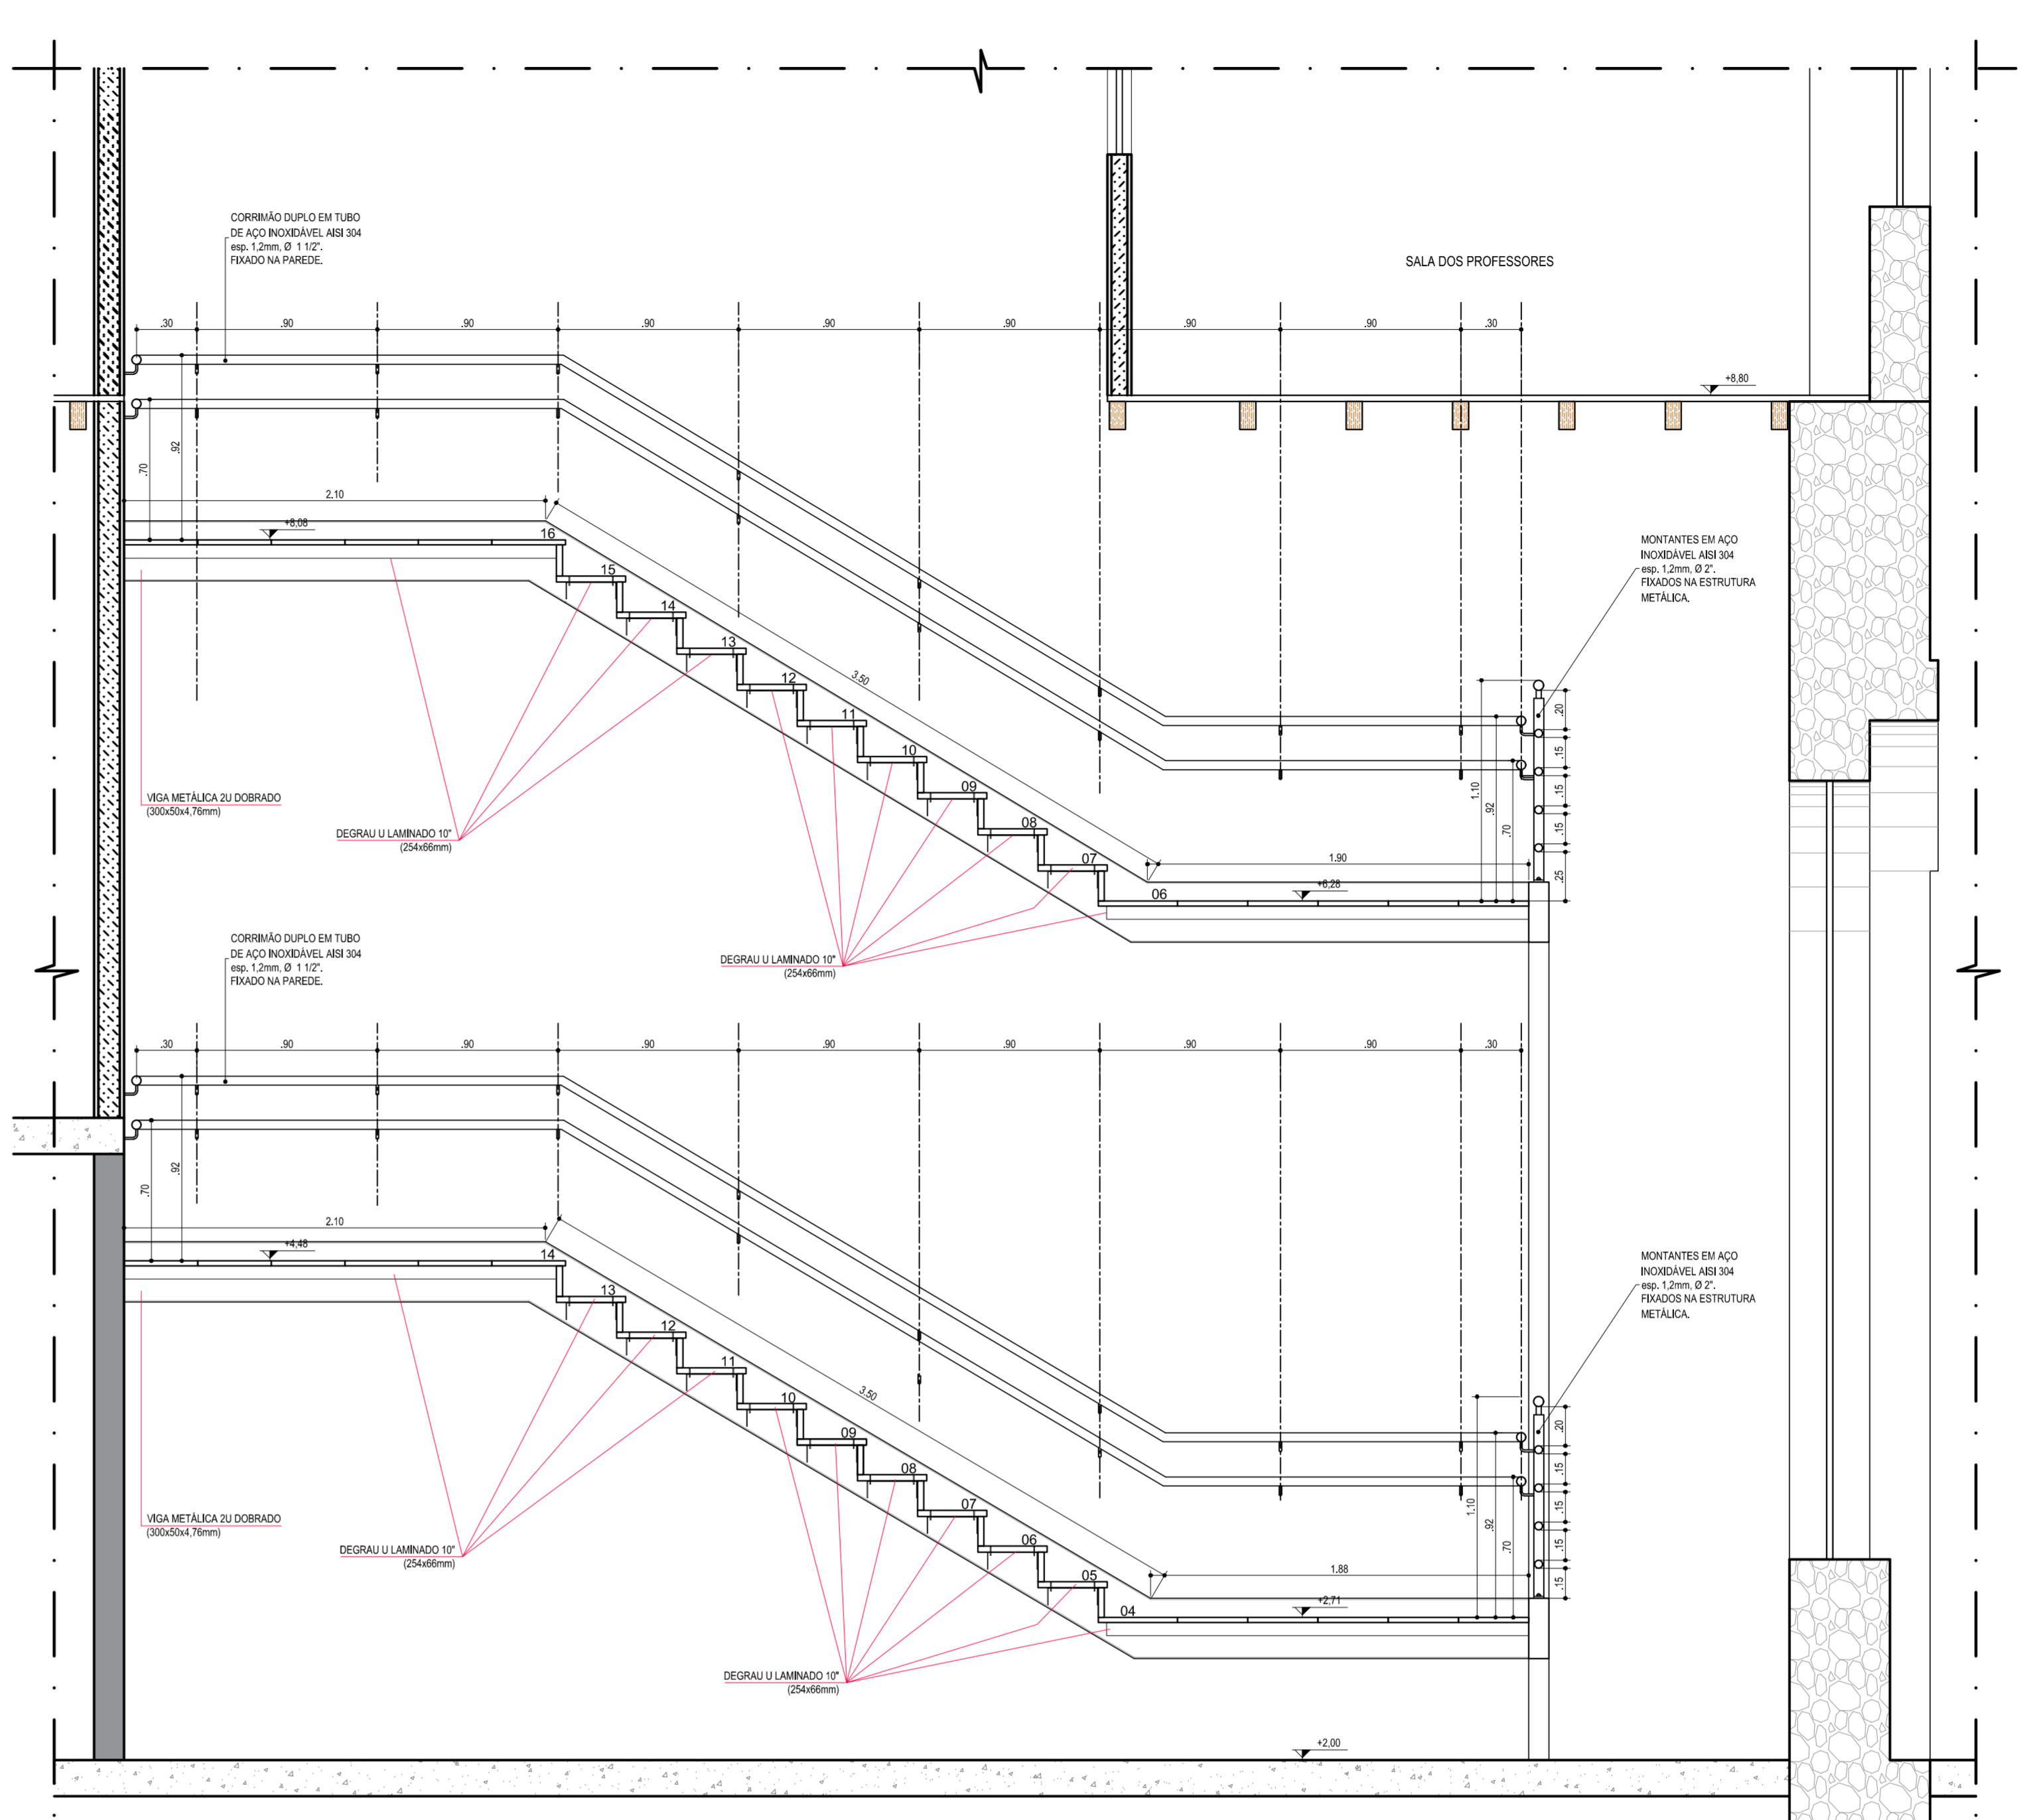 CORRIMÃO DUPLO EM TUBO
DE AÇO INOXIDÁVEL AISI 304
esp. 1,2mm, Ø 1 1/2".
FIXADO NA PAREDE.
SALA DOS PROFESSORES
.30
.90
.90
.90
.90
.90
.90
.90
.30
+8,80
.92
.70
2.10
+8,08
16
15
14
13
12
11
10
09
08
07
06
3.50
MONTANTES EM AÇO
INOXIDÁVEL AISI 304
esp. 1,2mm, Ø 2".
FIXADOS NA ESTRUTURA
METÁLICA.
.20
.15
.15
.15
.25
1.10
.92
.70
1.90
+6,28
VIGA METÁLICA 2U DOBRADO
(300x50x4,76mm)
DEGRAU U LAMINADO 10"
(254x66mm)
DEGRAU U LAMINADO 10"
(254x66mm)
CORRIMÃO DUPLO EM TUBO
DE AÇO INOXIDÁVEL AISI 304
esp. 1,2mm, Ø 1 1/2".
FIXADO NA PAREDE.
.30
.90
.90
.90
.90
.90
.90
.90
.30
.92
.70
2.10
+4,48
14
13
12
11
10
09
08
07
06
05
04
3.50
MONTANTES EM AÇO
INOXIDÁVEL AISI 304
esp. 1,2mm, Ø 2".
FIXADOS NA ESTRUTURA
METÁLICA.
.20
.15
.15
.15
.15
1.10
.92
.70
1.88
+2,71
VIGA METÁLICA 2U DOBRADO
(300x50x4,76mm)
DEGRAU U LAMINADO 10"
(254x66mm)
DEGRAU U LAMINADO 10"
(254x66mm)
+2,00